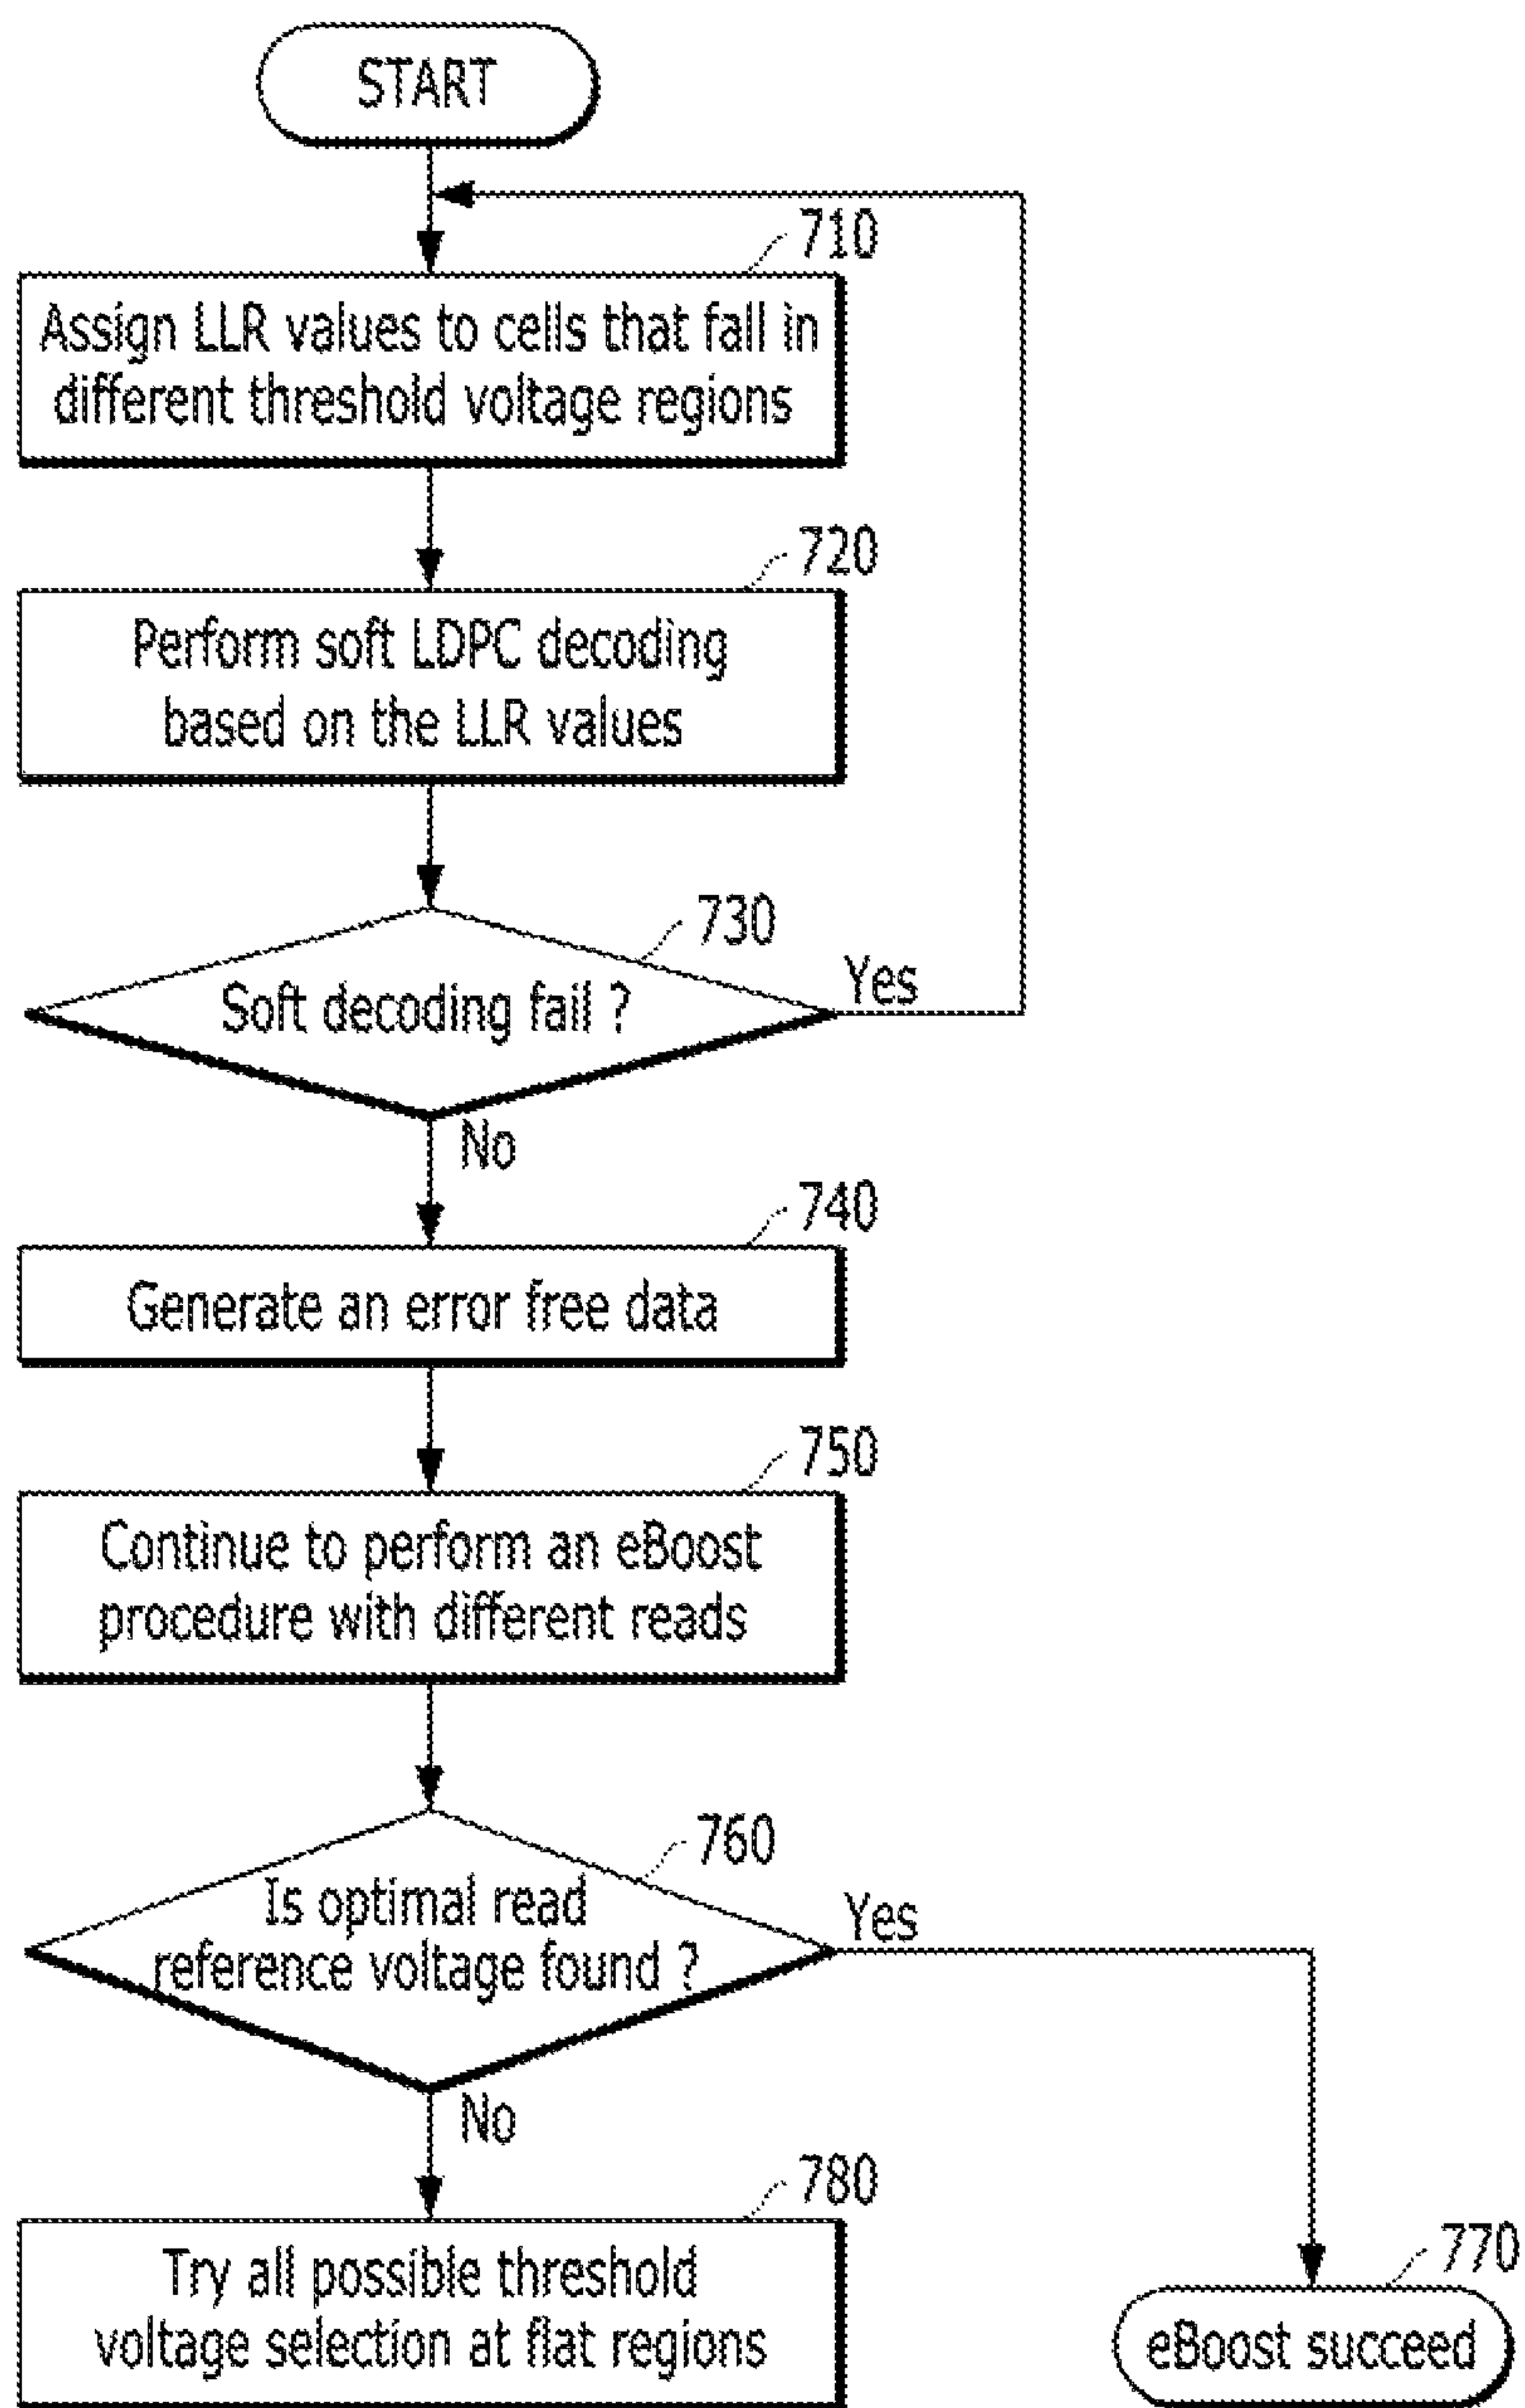 START
710
Assign LLR values to cells that fall in
different threshold voltage regions
720
Perform soft LDPC decoding
based on the LLR values
730
Soft decoding fail ?
Yes
No
740
Generate an error free data
750
Continue to perform an eBoost
procedure with different reads
760
Is optimal read
reference voltage found ?
Yes
No
780
Try all possible threshold
voltage selection at flat regions
770
eBoost succeed